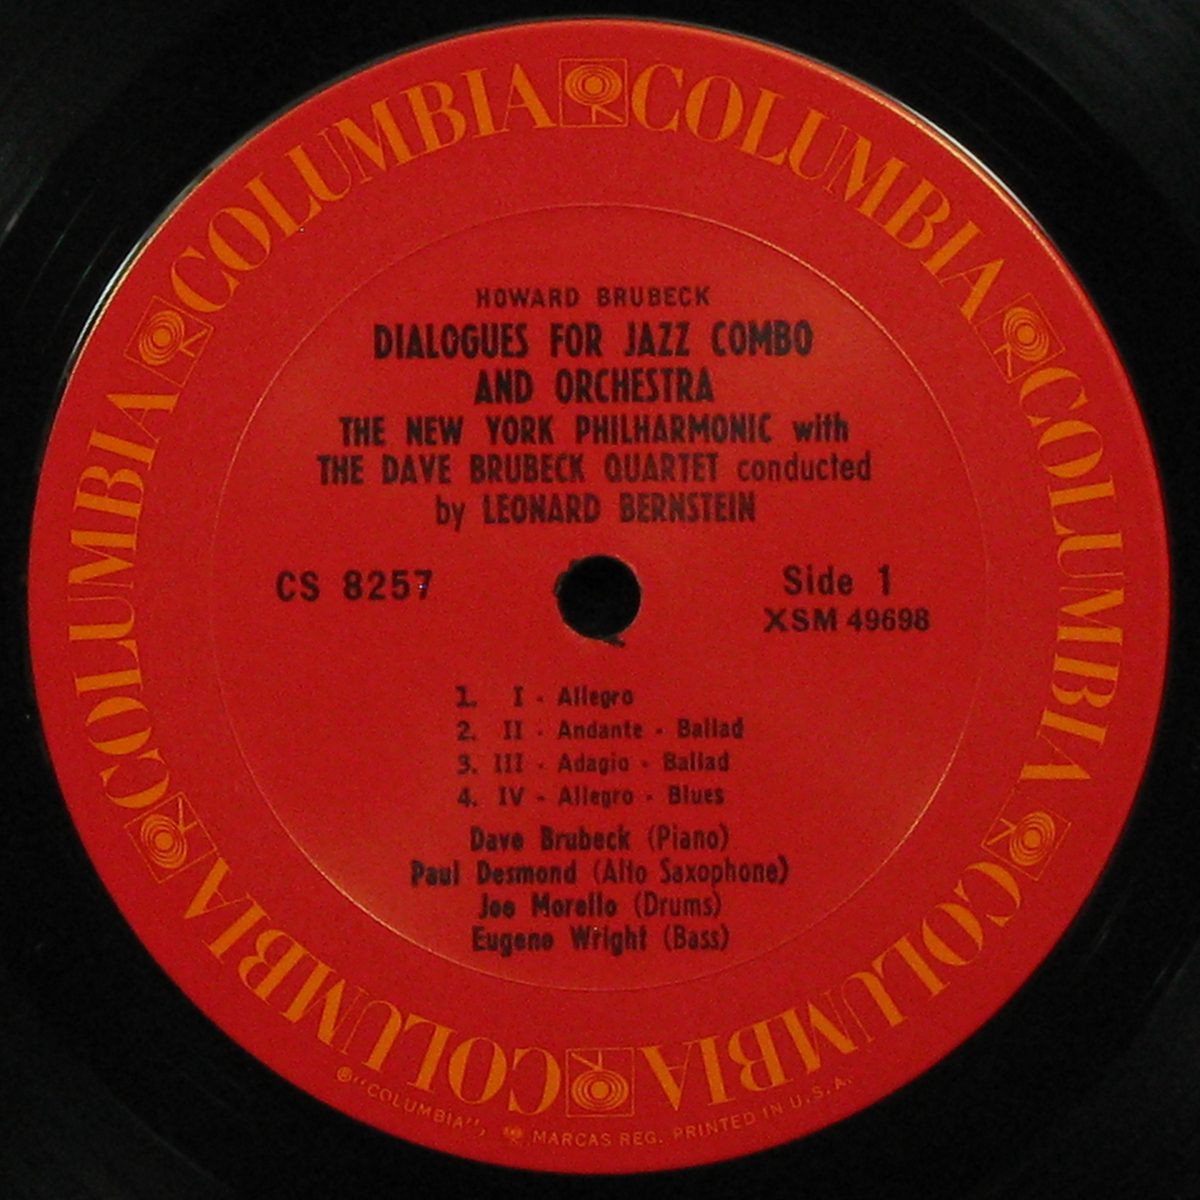 COLUMBIA COLUMBIA COLUMBIA COLUMBIA COLUMBIA COLUMBIA COLUMBIA COLUMBIA
HOWARD BRUBECK
DIALOGUES FOR JAZZ COMBO
AND ORCHESTRA
THE NEW YORK PHILHARMONIC with
THE DAVE BRUBECK QUARTET conducted
by LEONARD BERNSTEIN
CS 8257
Side 1
XSM 49698
1. I - Allegro
2. II - Andante - Ballad
3. III - Adagio - Ballad
4. IV - Allegro - Blues
Dave Brubeck (Piano)
Paul Desmond (Alto Saxophone)
Joe Morello (Drums)
Eugene Wright (Bass)
® "COLUMBIA", MARCAS REG. PRINTED IN U.S.A.